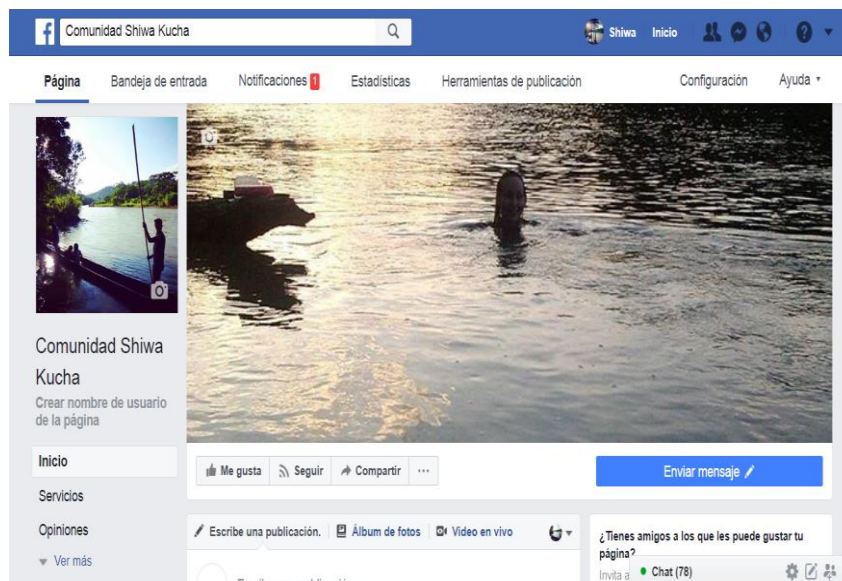 f Comunidad Shiwa Kucha
Shiwa Inicio
Página Bandeja de entrada Notificaciones 1 Estadísticas Herramientas de publicación Configuración Ayuda
Comunidad Shiwa
Kucha
Crear nombre de usuario
de la página
Inicio
Servicios
Opiniones
Ver más
Me gusta Seguir Compartir ...
Enviar mensaje
Escribe una publicación. Álbum de fotos Video en vivo
¿Tienes amigos a los que les puede gustar tu
página?
Invita a
Chat (78)